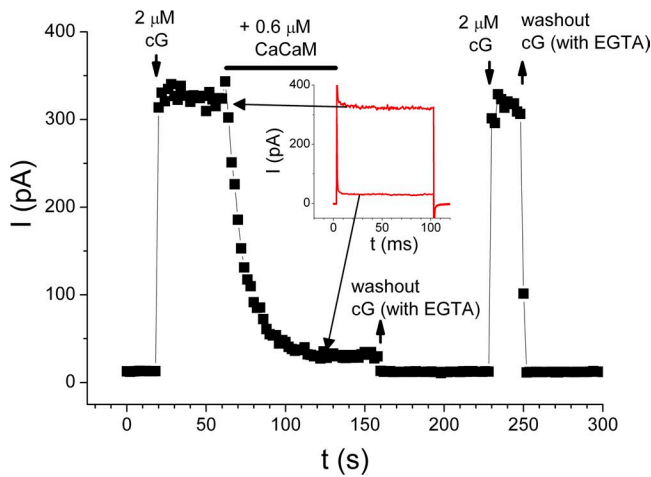 2 μM
cG
+ 0.6 μM
CaCaM
2 μM
cG
washout
cG (with EGTA)
400
300
200
100
0
I (pA)
400
200
0
I (pA)
0
50
100
t (ms)
washout
cG (with EGTA)
0
50
100
150
200
250
300
t (s)